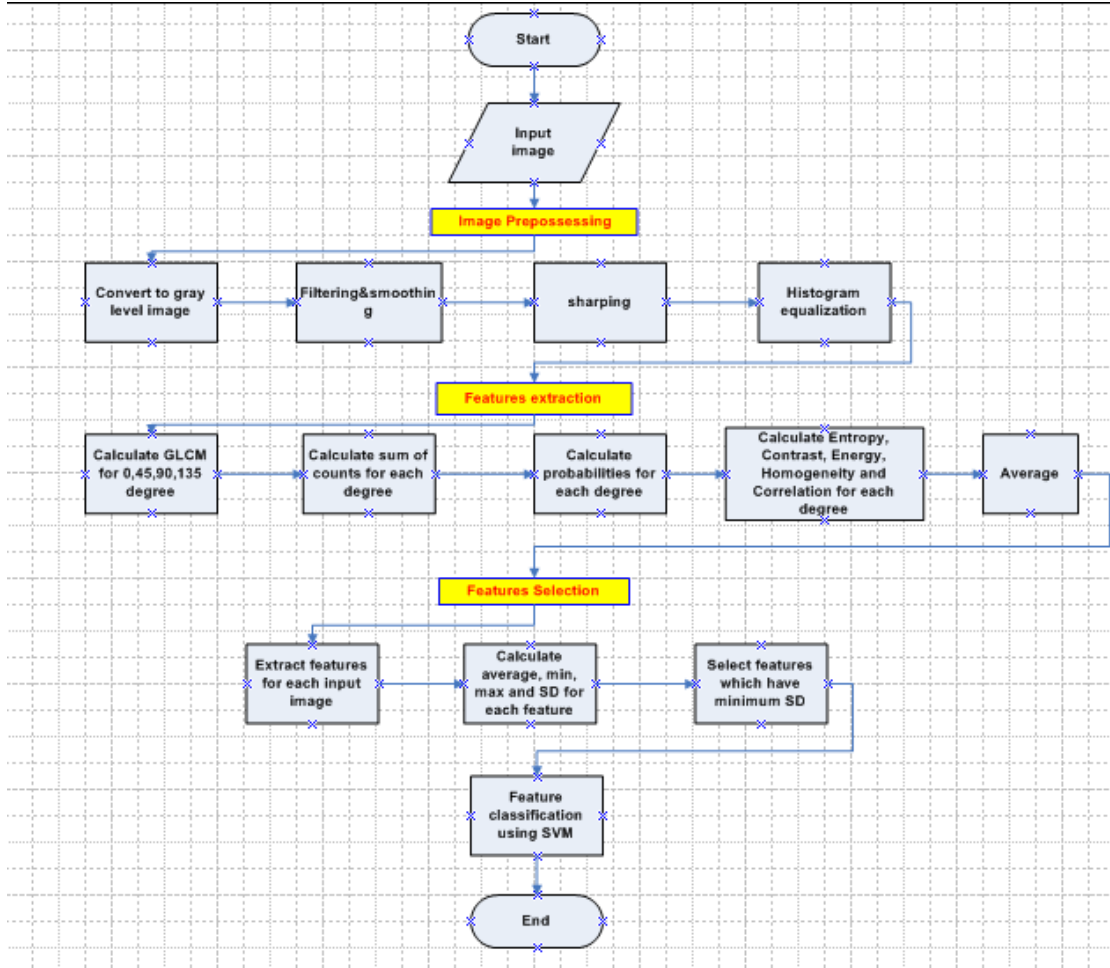 Start
Input
image
Image Prepossessing
Convert to gray
level image
Filtering&smoothin
g
sharping
Histogram
equalization
Features extraction
Calculate GLCM
for 0,45,90,135
degree
Calculate sum of
counts for each
degree
Calculate
probabilities for
each degree
Calculate Entropy,
Contrast, Energy,
Homogeneity and
Correlation for each
degree
Average
Features Selection
Extract features
for each input
image
Calculate
average, min,
max and SD for
each feature
Select features
which have
minimum SD
Feature
classification
using SVM
End